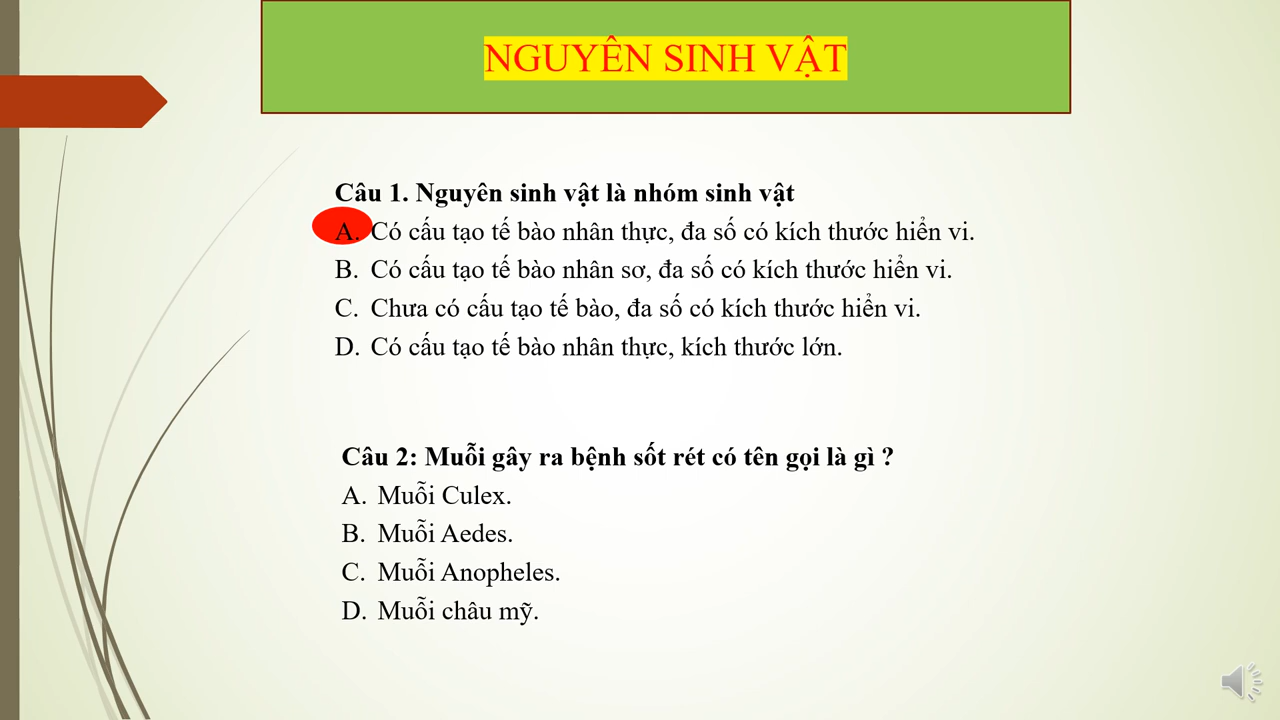 NGUYÊN SINH VẬT
Câu 1. Nguyên sinh vật là nhóm sinh vật
A. Có cấu tạo tế bào nhân thực, đa số có kích thước hiển vi.
B. Có cấu tạo tế bào nhân sơ, đa số có kích thước hiển vi.
C. Chưa có cấu tạo tế bào, đa số có kích thước hiển vi.
D. Có cấu tạo tế bào nhân thực, kích thước lớn.
Câu 2: Muỗi gây ra bệnh sốt rét có tên gọi là gì ?
A. Muỗi Culex.
B. Muỗi Aedes.
C. Muỗi Anopheles.
D. Muỗi châu mỹ.